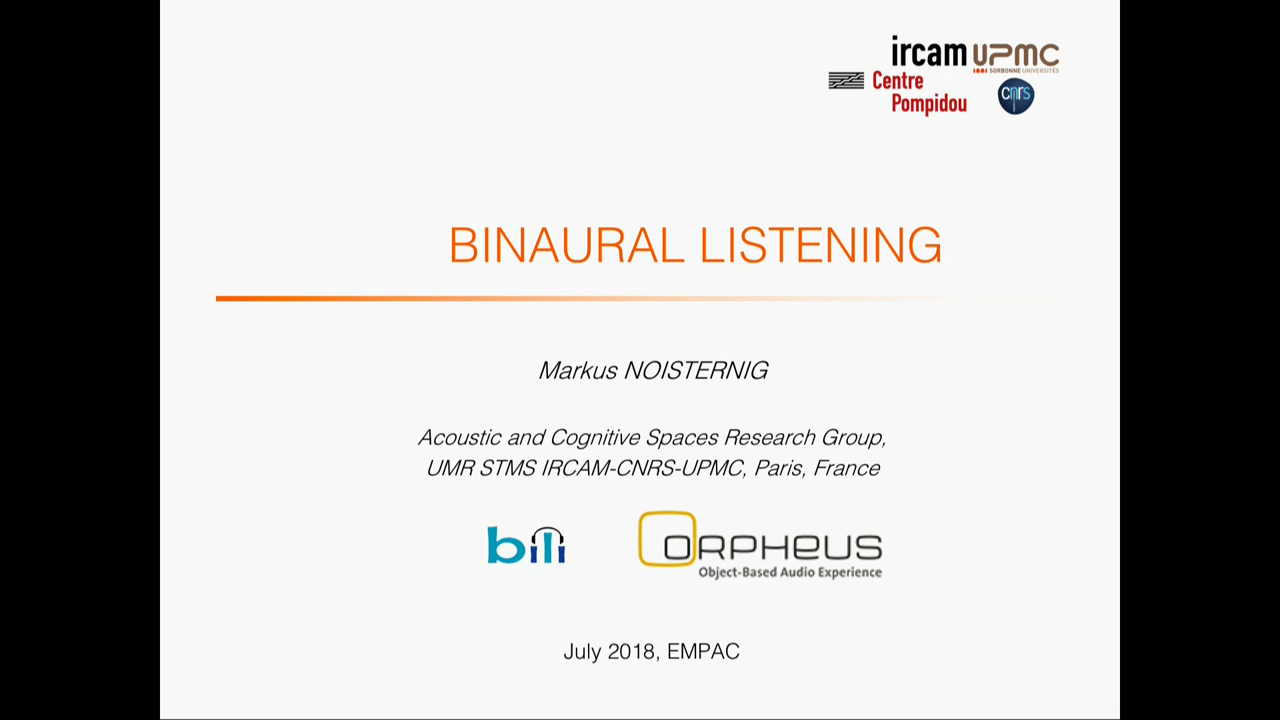 ircam UPMC
SORBONNE UNIVERSITÉS
Centre
Pompidou
cnrs
BINAURAL LISTENING
Markus NOISTERNIG
Acoustic and Cognitive Spaces Research Group,
UMR STMS IRCAM-CNRS-UPMC, Paris, France
bili
ORPHEUS
Object-Based Audio Experience
July 2018, EMPAC